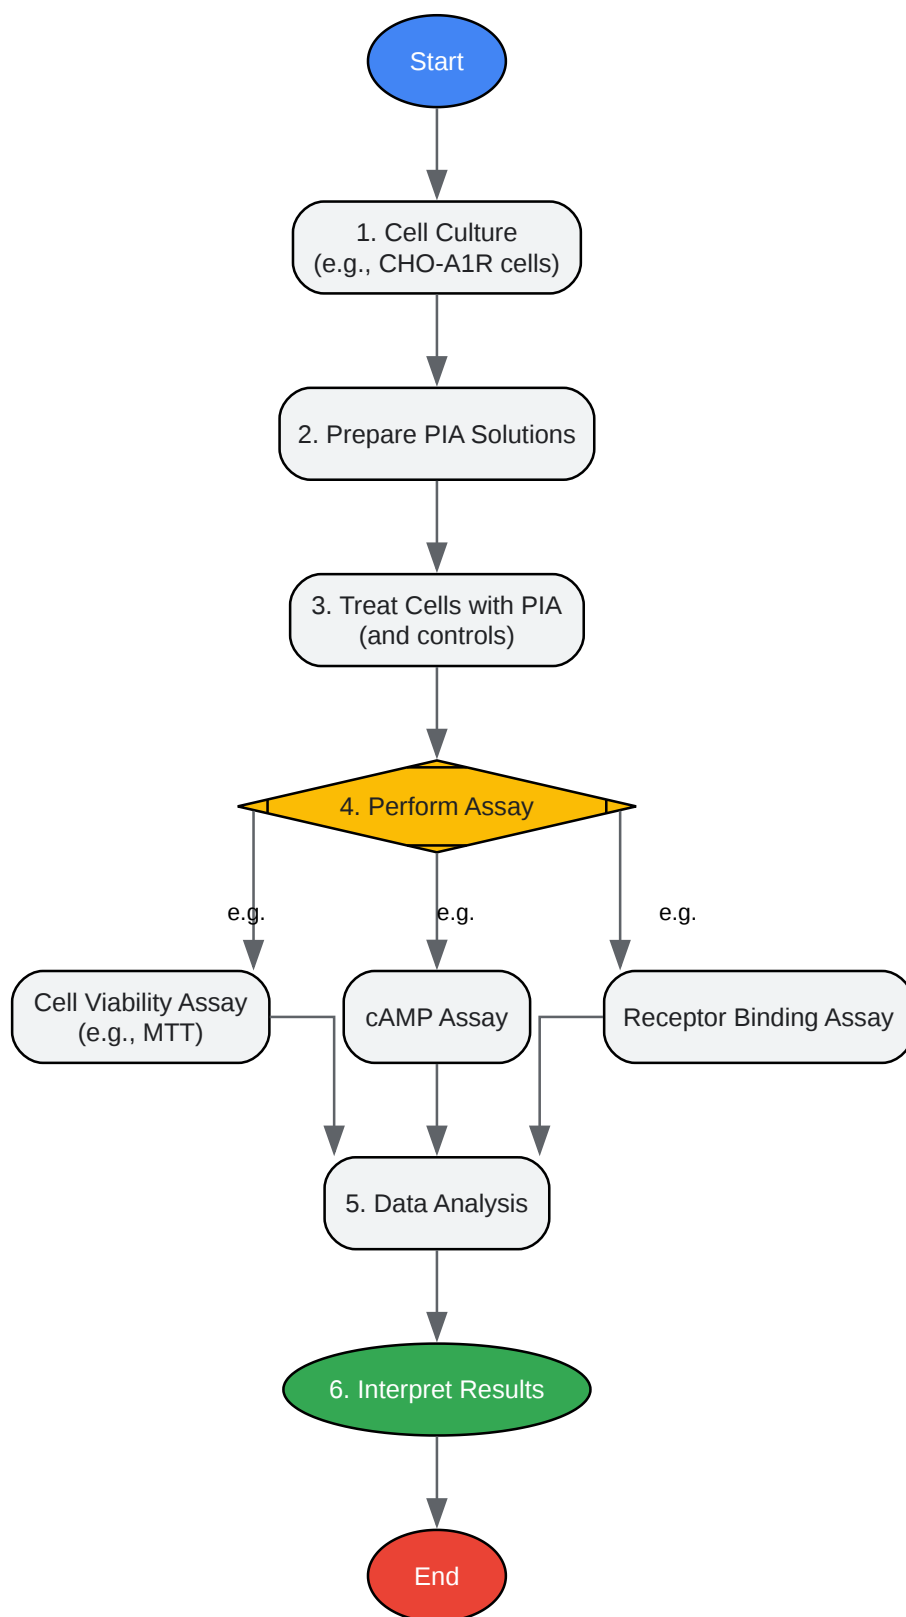 Start
1. Cell Culture
(e.g., CHO-A1R cells)
2. Prepare PIA Solutions
3. Treat Cells with PIA
(and controls)
4. Perform Assay
e.g.
e.g.
e.g.
Cell Viability Assay
(e.g., MTT)
cAMP Assay
Receptor Binding Assay
5. Data Analysis
6. Interpret Results
End